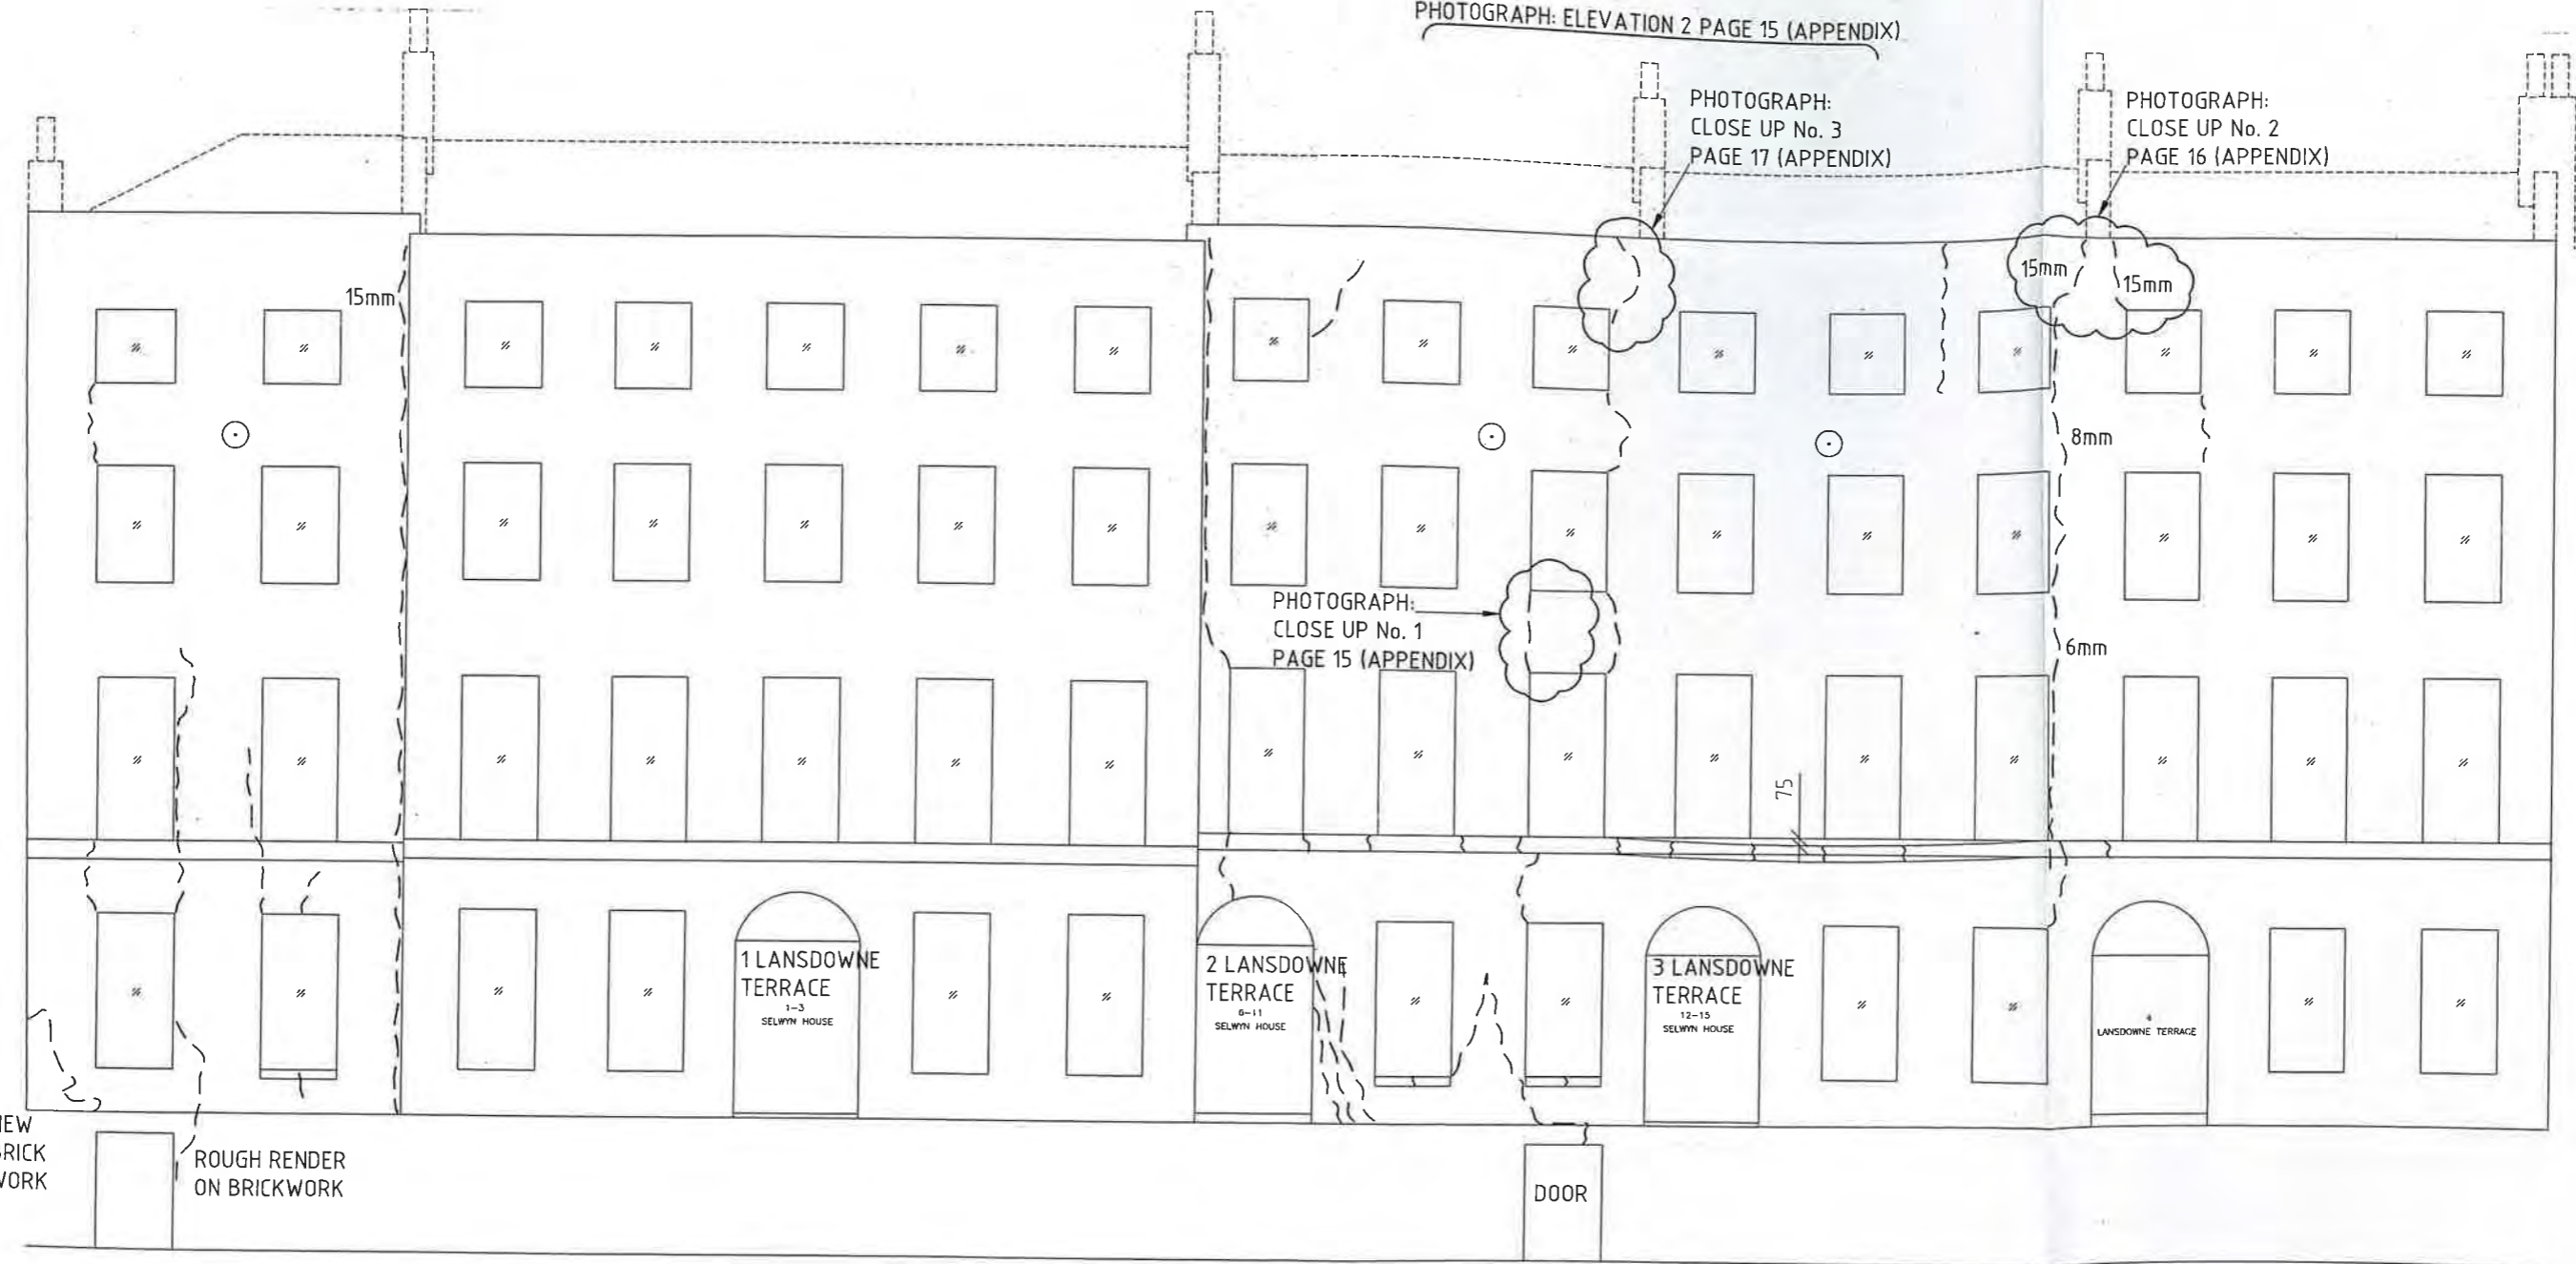 PHOTOGRAPH: ELEVATION 2 PAGE 15 (APPENDIX)
PHOTOGRAPH:
CLOSE UP No. 3
PAGE 17 (APPENDIX)
PHOTOGRAPH:
CLOSE UP No. 2
PAGE 16 (APPENDIX)
15mm
15mm
15mm
8mm
PHOTOGRAPH:
CLOSE UP No. 1
PAGE 15 (APPENDIX)
6mm
75
1 LANSDOWNE
TERRACE
1-3
SELWYN HOUSE
2 LANSDOWNE
TERRACE
6-11
SELWYN HOUSE
3 LANSDOWNE
TERRACE
12-15
SELWYN HOUSE
4
LANSDOWNE TERRACE
ROUGH RENDER
ON BRICKWORK
DOOR